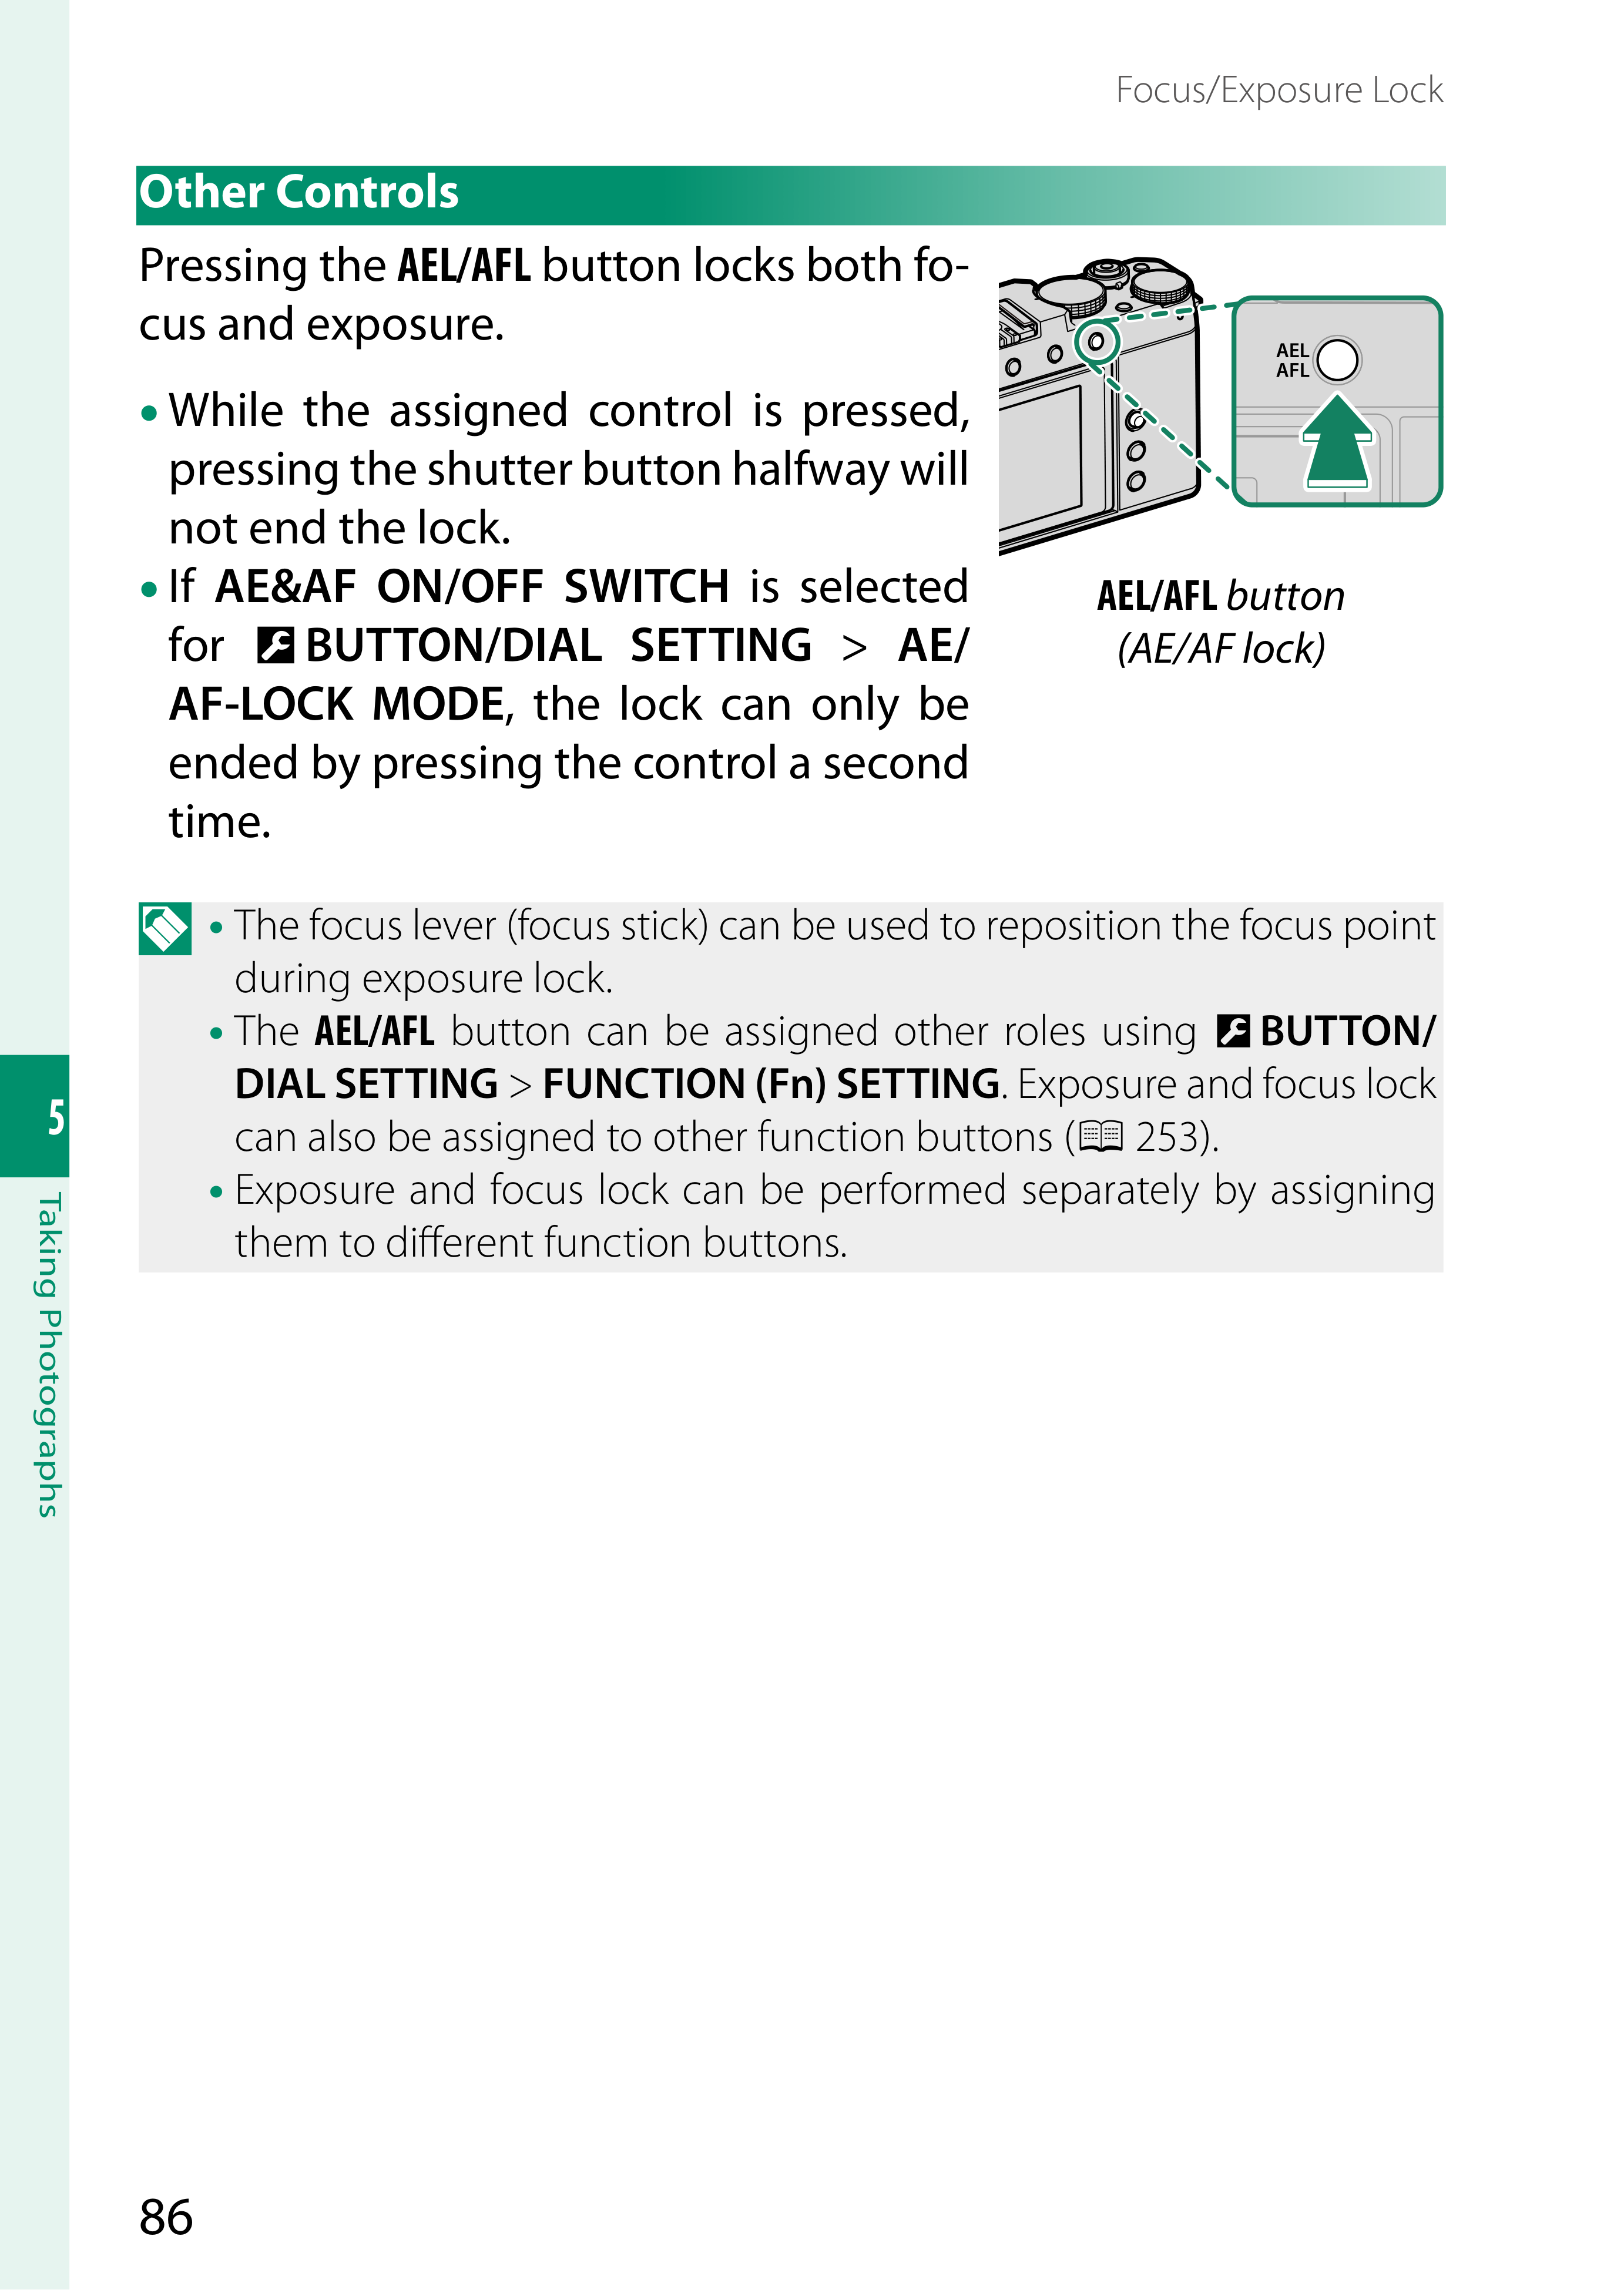 Focus/Exposure Lock
Other Controls
Pressing the AEL/AFL button locks both fo-
cus and exposure.
• While the assigned control is pressed,
pressing the shutter button halfway will
not end the lock.
• If AE&AF ON/OFF SWITCH is selected
for BUTTON/DIAL SETTING > AE/
AF-LOCK MODE, the lock can only be
ended by pressing the control a second
time.
AEL
AFL
AEL/AFL button
(AE/AF lock)
• The focus lever (focus stick) can be used to reposition the focus point
during exposure lock.
• The AEL/AFL button can be assigned other roles using BUTTON/
DIAL SETTING > FUNCTION (Fn) SETTING. Exposure and focus lock
can also be assigned to other function buttons (🕮 253).
• Exposure and focus lock can be performed separately by assigning
them to different function buttons.
5
Taking Photographs
86